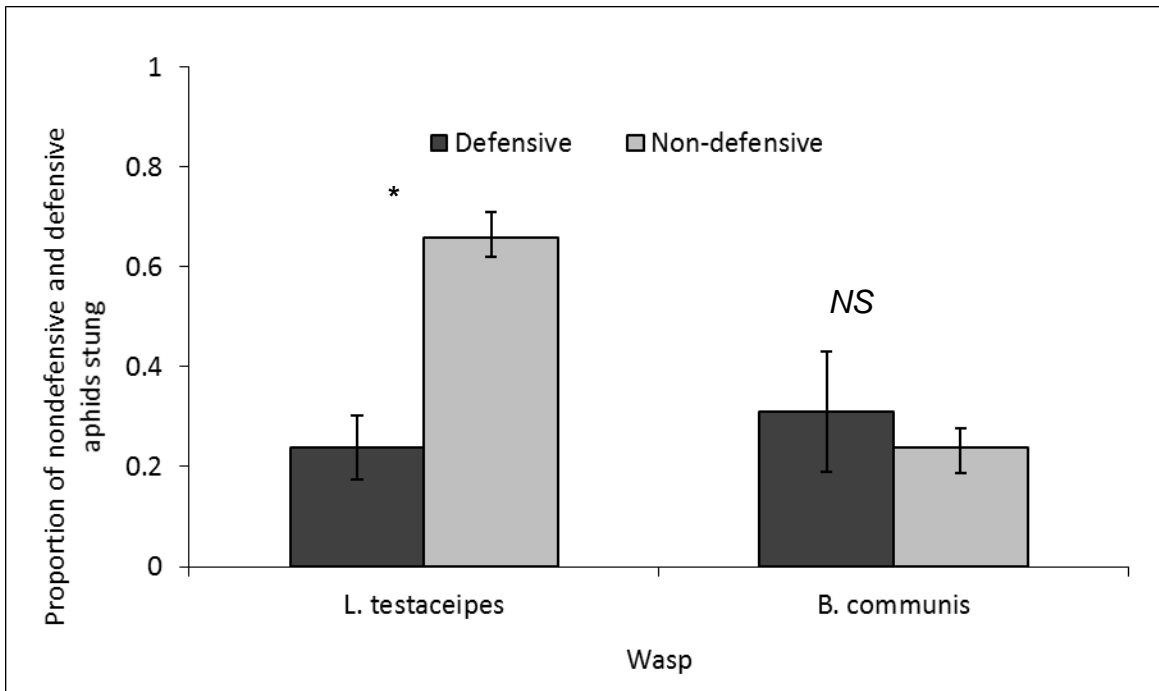 Proportion of nondefensive and defensive
aphids stung
1
0.8
0.6
0.4
0.2
0
Defensive Non-defensive
*
NS
L. testaceipes B. communis
Wasp